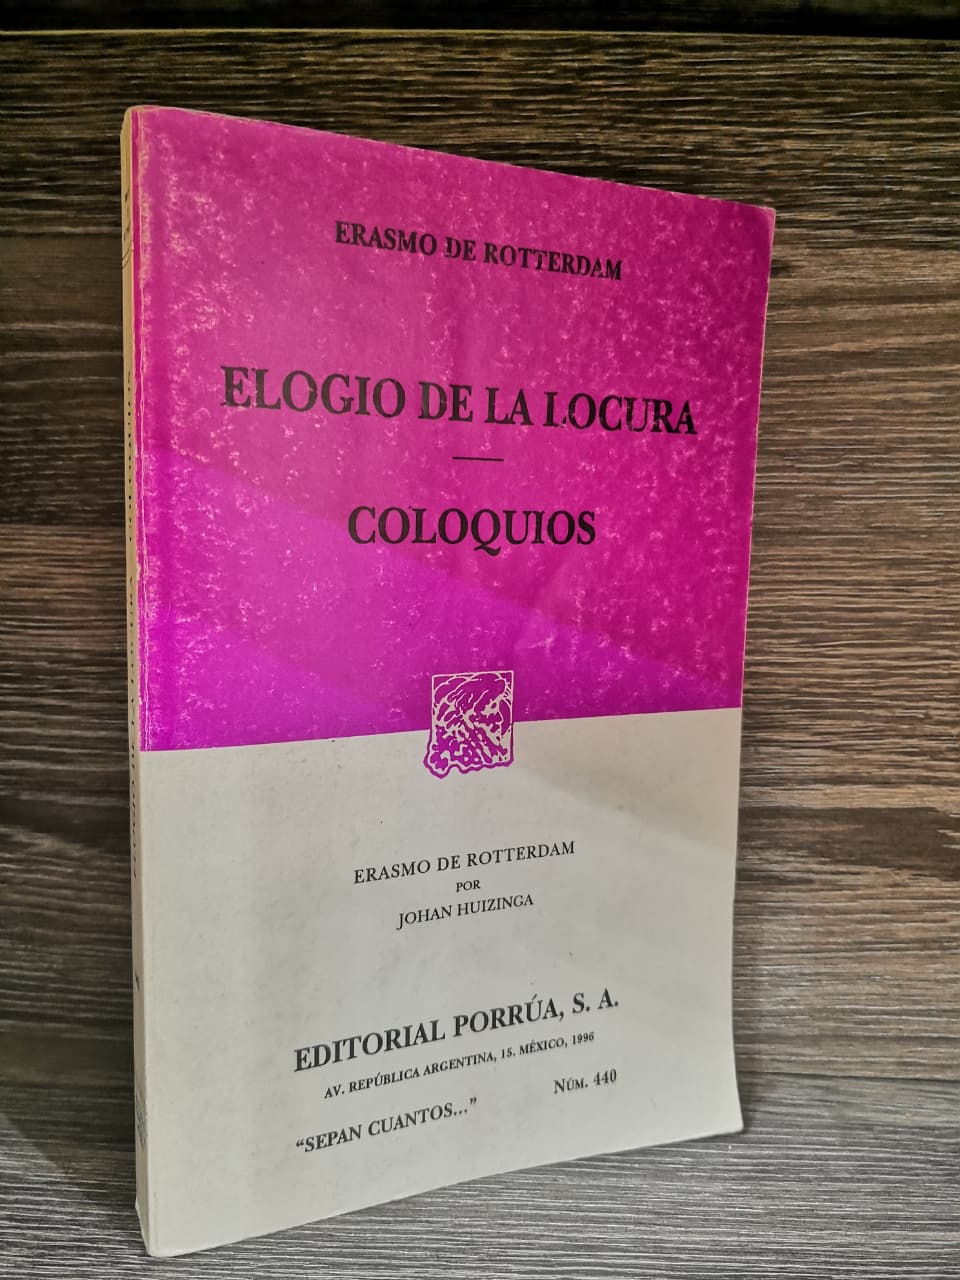 ERASMO DE ROTTERDAM
ELOGIO DE LA LOCURA
COLOQUIOS
ERASMO DE ROTTERDAM
POR
JOHAN HUIZINGA
EDITORIAL PORRÚA, S. A.
AV. REPÚBLICA ARGENTINA, 15. MÉXICO, 1996
“SEPAN CUANTOS...” NÚM. 440